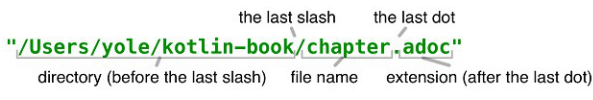 the last slash the last dot
"/Users/yole/kotlin-book/chapter.adoc"
directory (before the last slash) file name extension (after the last dot)